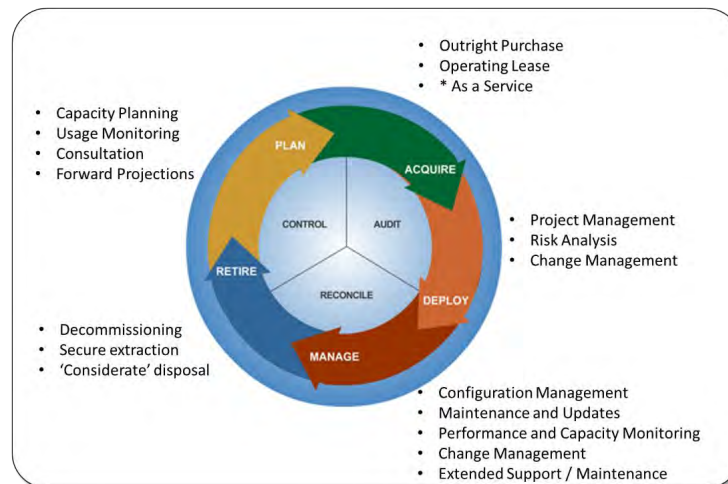 • Outright Purchase
• Operating Lease
• * As a Service
• Capacity Planning
• Usage Monitoring
• Consultation
• Forward Projections
PLAN
ACQUIRE
CONTROL
AUDIT
• Project Management
• Risk Analysis
• Change Management
RETIRE
RECONCILE
DEPLOY
• Decommissioning
• Secure extraction
• ‘Considerate’ disposal
MANAGE
• Configuration Management
• Maintenance and Updates
• Performance and Capacity Monitoring
• Change Management
• Extended Support / Maintenance